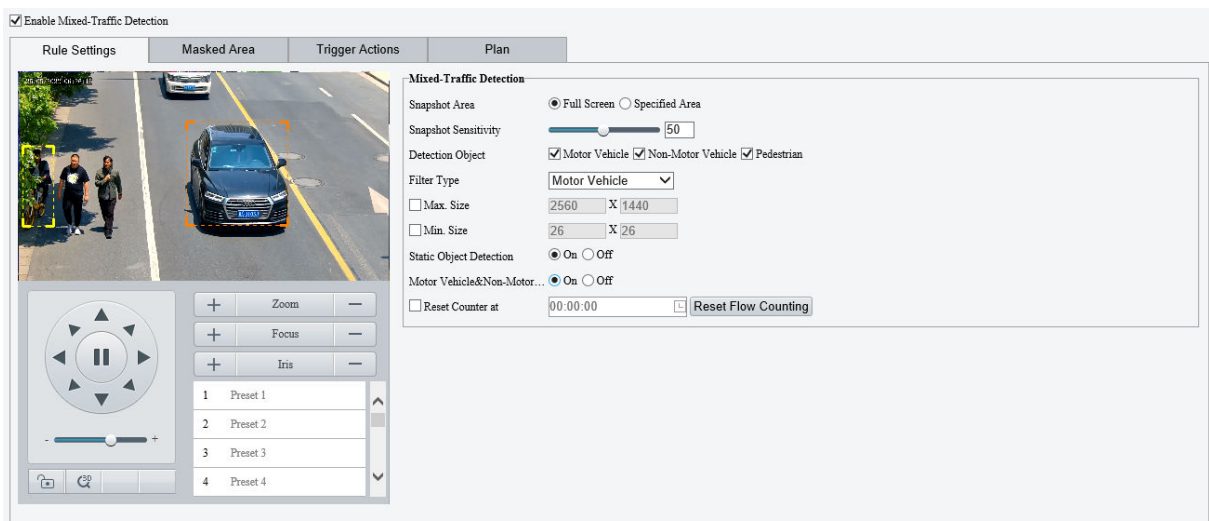 Enable Mixed-Traffic Detection
Rule Settings Masked Area Trigger Actions Plan
Mixed-Traffic Detection
Snapshot Area Full Screen Specified Area
Snapshot Sensitivity 50
Detection Object Motor Vehicle Non-Motor Vehicle Pedestrian
Filter Type Motor Vehicle
Max. Size 2560 X 1440
Min. Size 26 X 26
Static Object Detection On Off
Motor Vehicle&Non-Motor... On Off
Reset Counter at 00:00:00 Reset Flow Counting
+ Zoom −
+ Focus −
+ Iris −
1 Preset 1
2 Preset 2
3 Preset 3
4 Preset 4
- +
3D